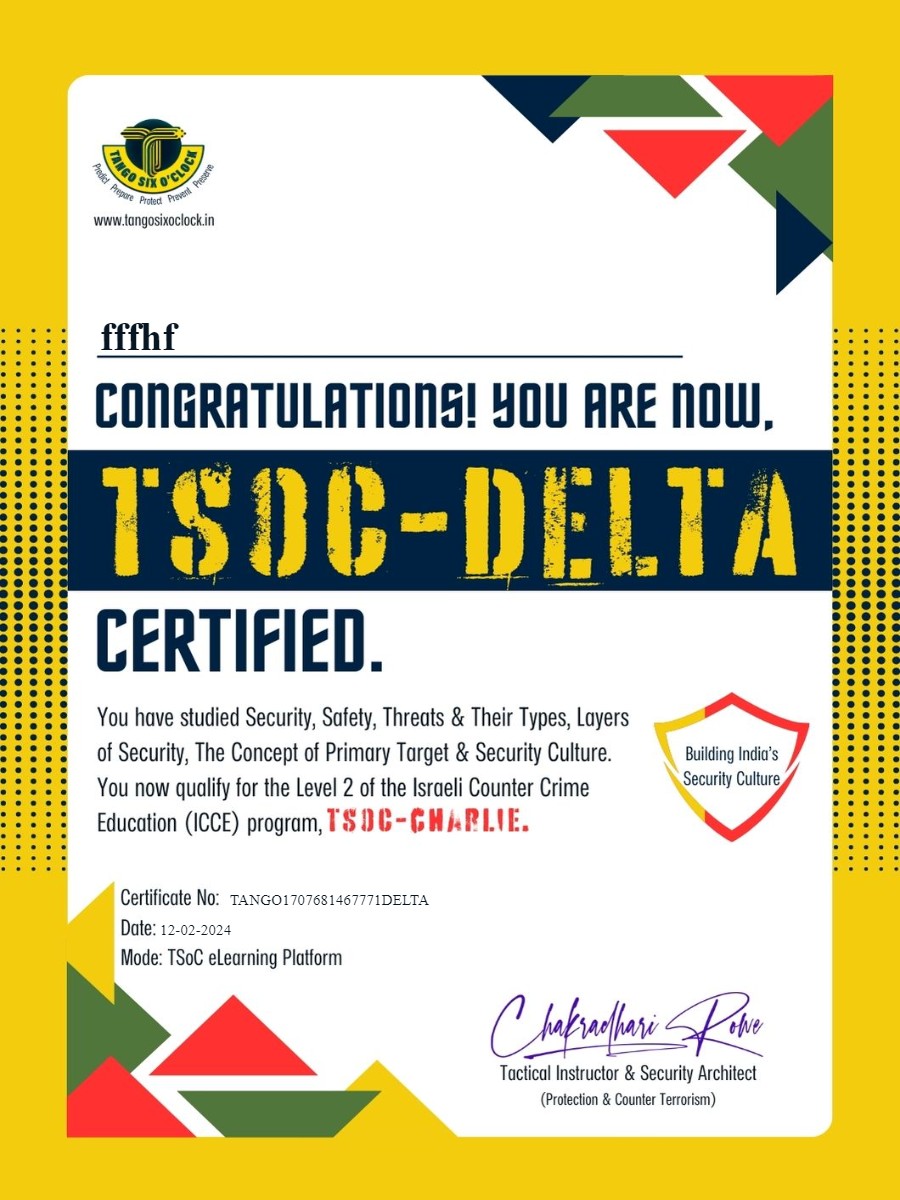 TANGO SIX O'CLOCK
Predict Prepare Protect Prevent Preserve
www.tangosixoclock.in
fffhf
CONGRATULATIONS! YOU ARE NOW,
TSOC-DELTA
CERTIFIED.
You have studied Security, Safety, Threats & Their Types, Layers
of Security, The Concept of Primary Target & Security Culture.
You now qualify for the Level 2 of the Israeli Counter Crime
Education (ICCE) program, TSOC-CHARLIE.
Building India's
Security Culture
Certificate No: TANGO1707681467771DELTA
Date: 12-02-2024
Mode: TSoC eLearning Platform
Chakradhari Rowe
Tactical Instructor & Security Architect
(Protection & Counter Terrorism)